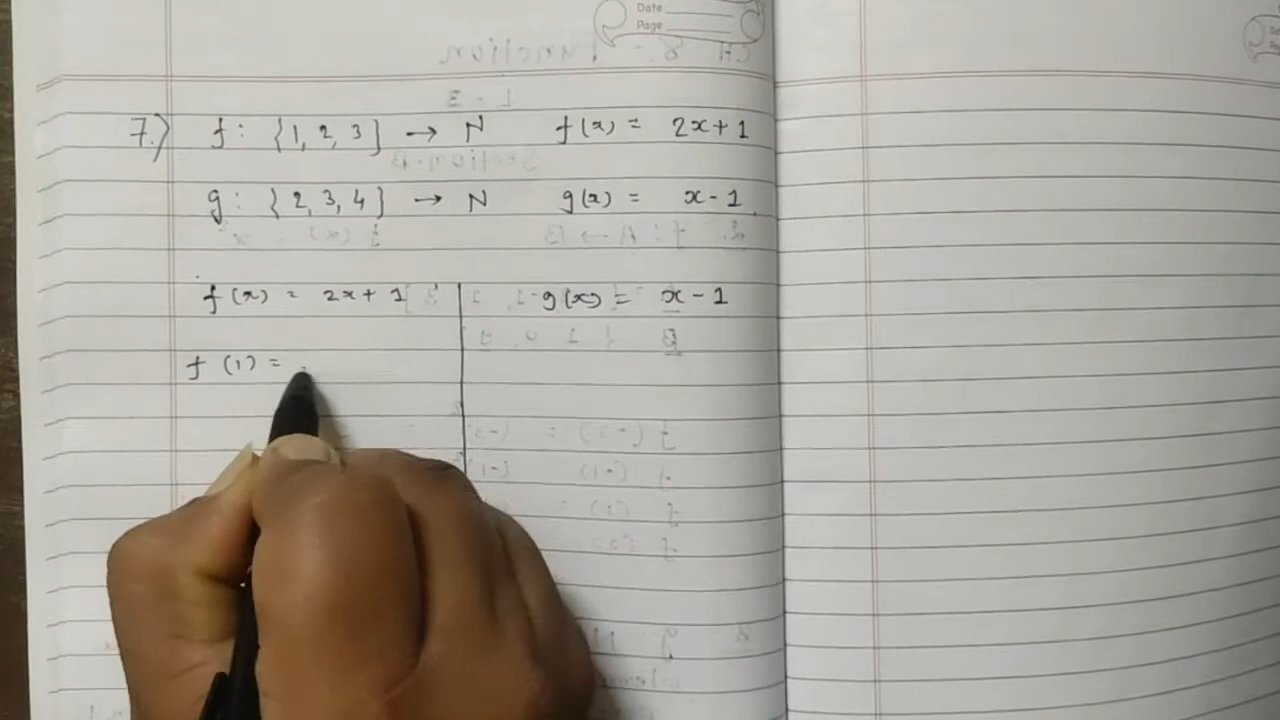 Date
Page
7.) f : {1, 2, 3} → N f(x) = 2x+1
g : {2, 3, 4} → N g(x) = x-1
f(x) = 2x+1 g(x) = x-1
f(1) =